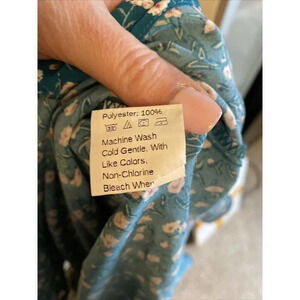 Polyester: 100%
Machine Wash
Cold Gentle, With
Like Colors,
Non-Chlorine
Bleach When